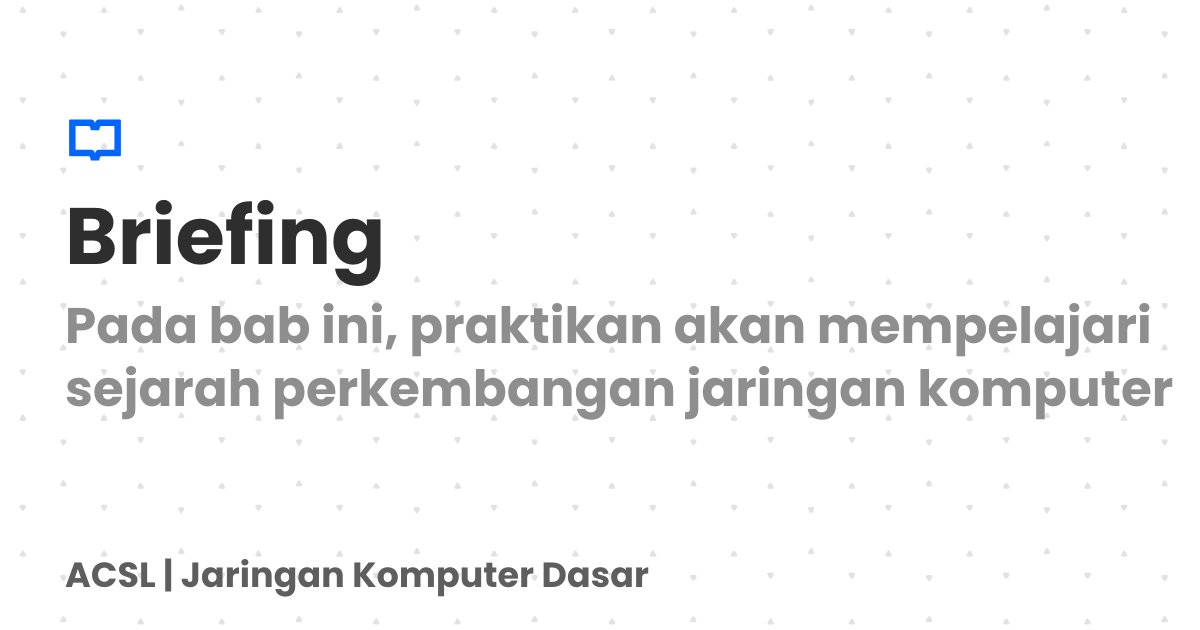 Briefing
Pada bab ini, praktikan akan mempelajari
sejarah perkembangan jaringan komputer
ACSL | Jaringan Komputer Dasar